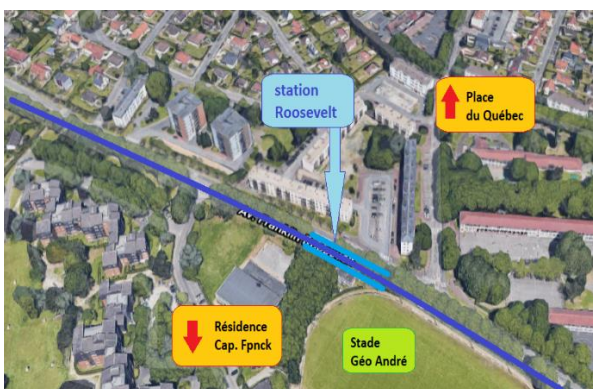 station
Roosevelt
Place
du Québec
Résidence
Cap. Fpnck
Stade
Géo André